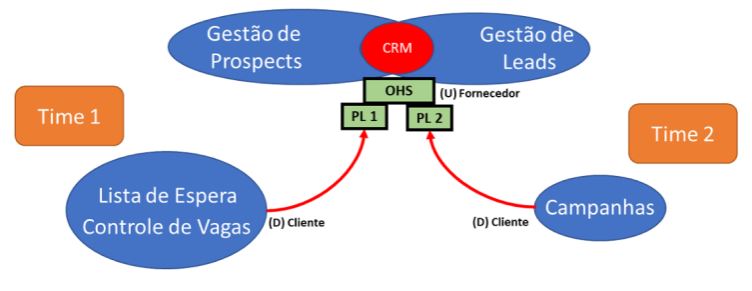 Gestão de
Prospects
CRM
Gestão de
Leads
OHS
(U) Fornecedor
PL 1
PL 2
Time 1
Time 2
Lista de Espera
Controle de Vagas
(D) Cliente
(D) Cliente
Campanhas